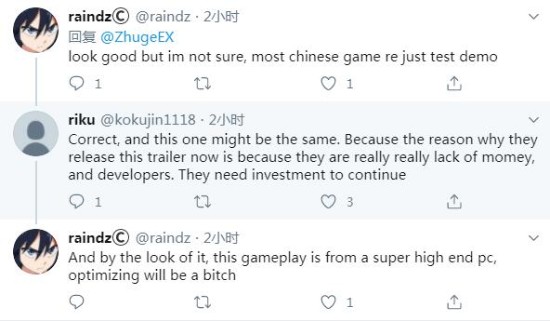 raindzⒸ @raindz · 2小时
回复 @ZhugeEX
look good but im not sure, most chinese game re just test demo
1 1
riku @kokujin1118 · 2小时
Correct, and this one might be the same. Because the reason why they
release this trailer now is because they are really really lack of momey,
and developers. They need investment to continue
1 3
raindzⒸ @raindz · 2小时
And by the look of it, this gameplay is from a super high end pc,
optimizing will be a bitch
1